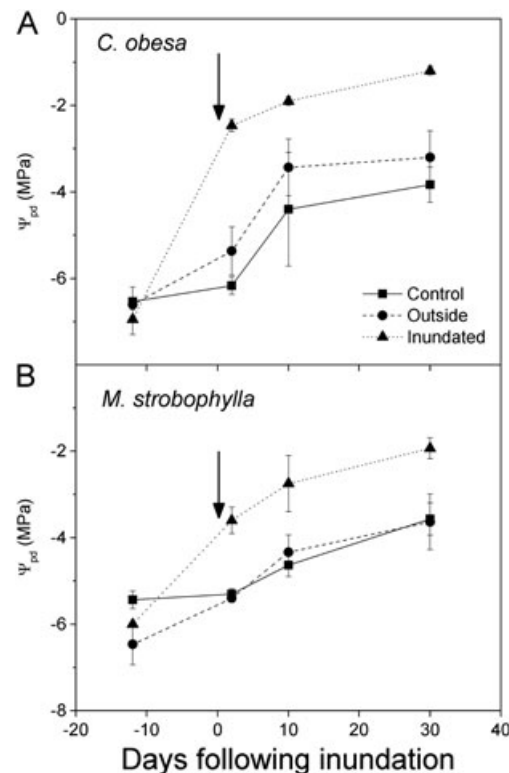 A
C. obesa
0
-2
-4
-6
Ψpd (MPa)
Control
Outside
Inundated
B
M. strobophylla
-2
-4
-6
-8
Ψpd (MPa)
-20 -10 0 10 20 30 40
Days following inundation